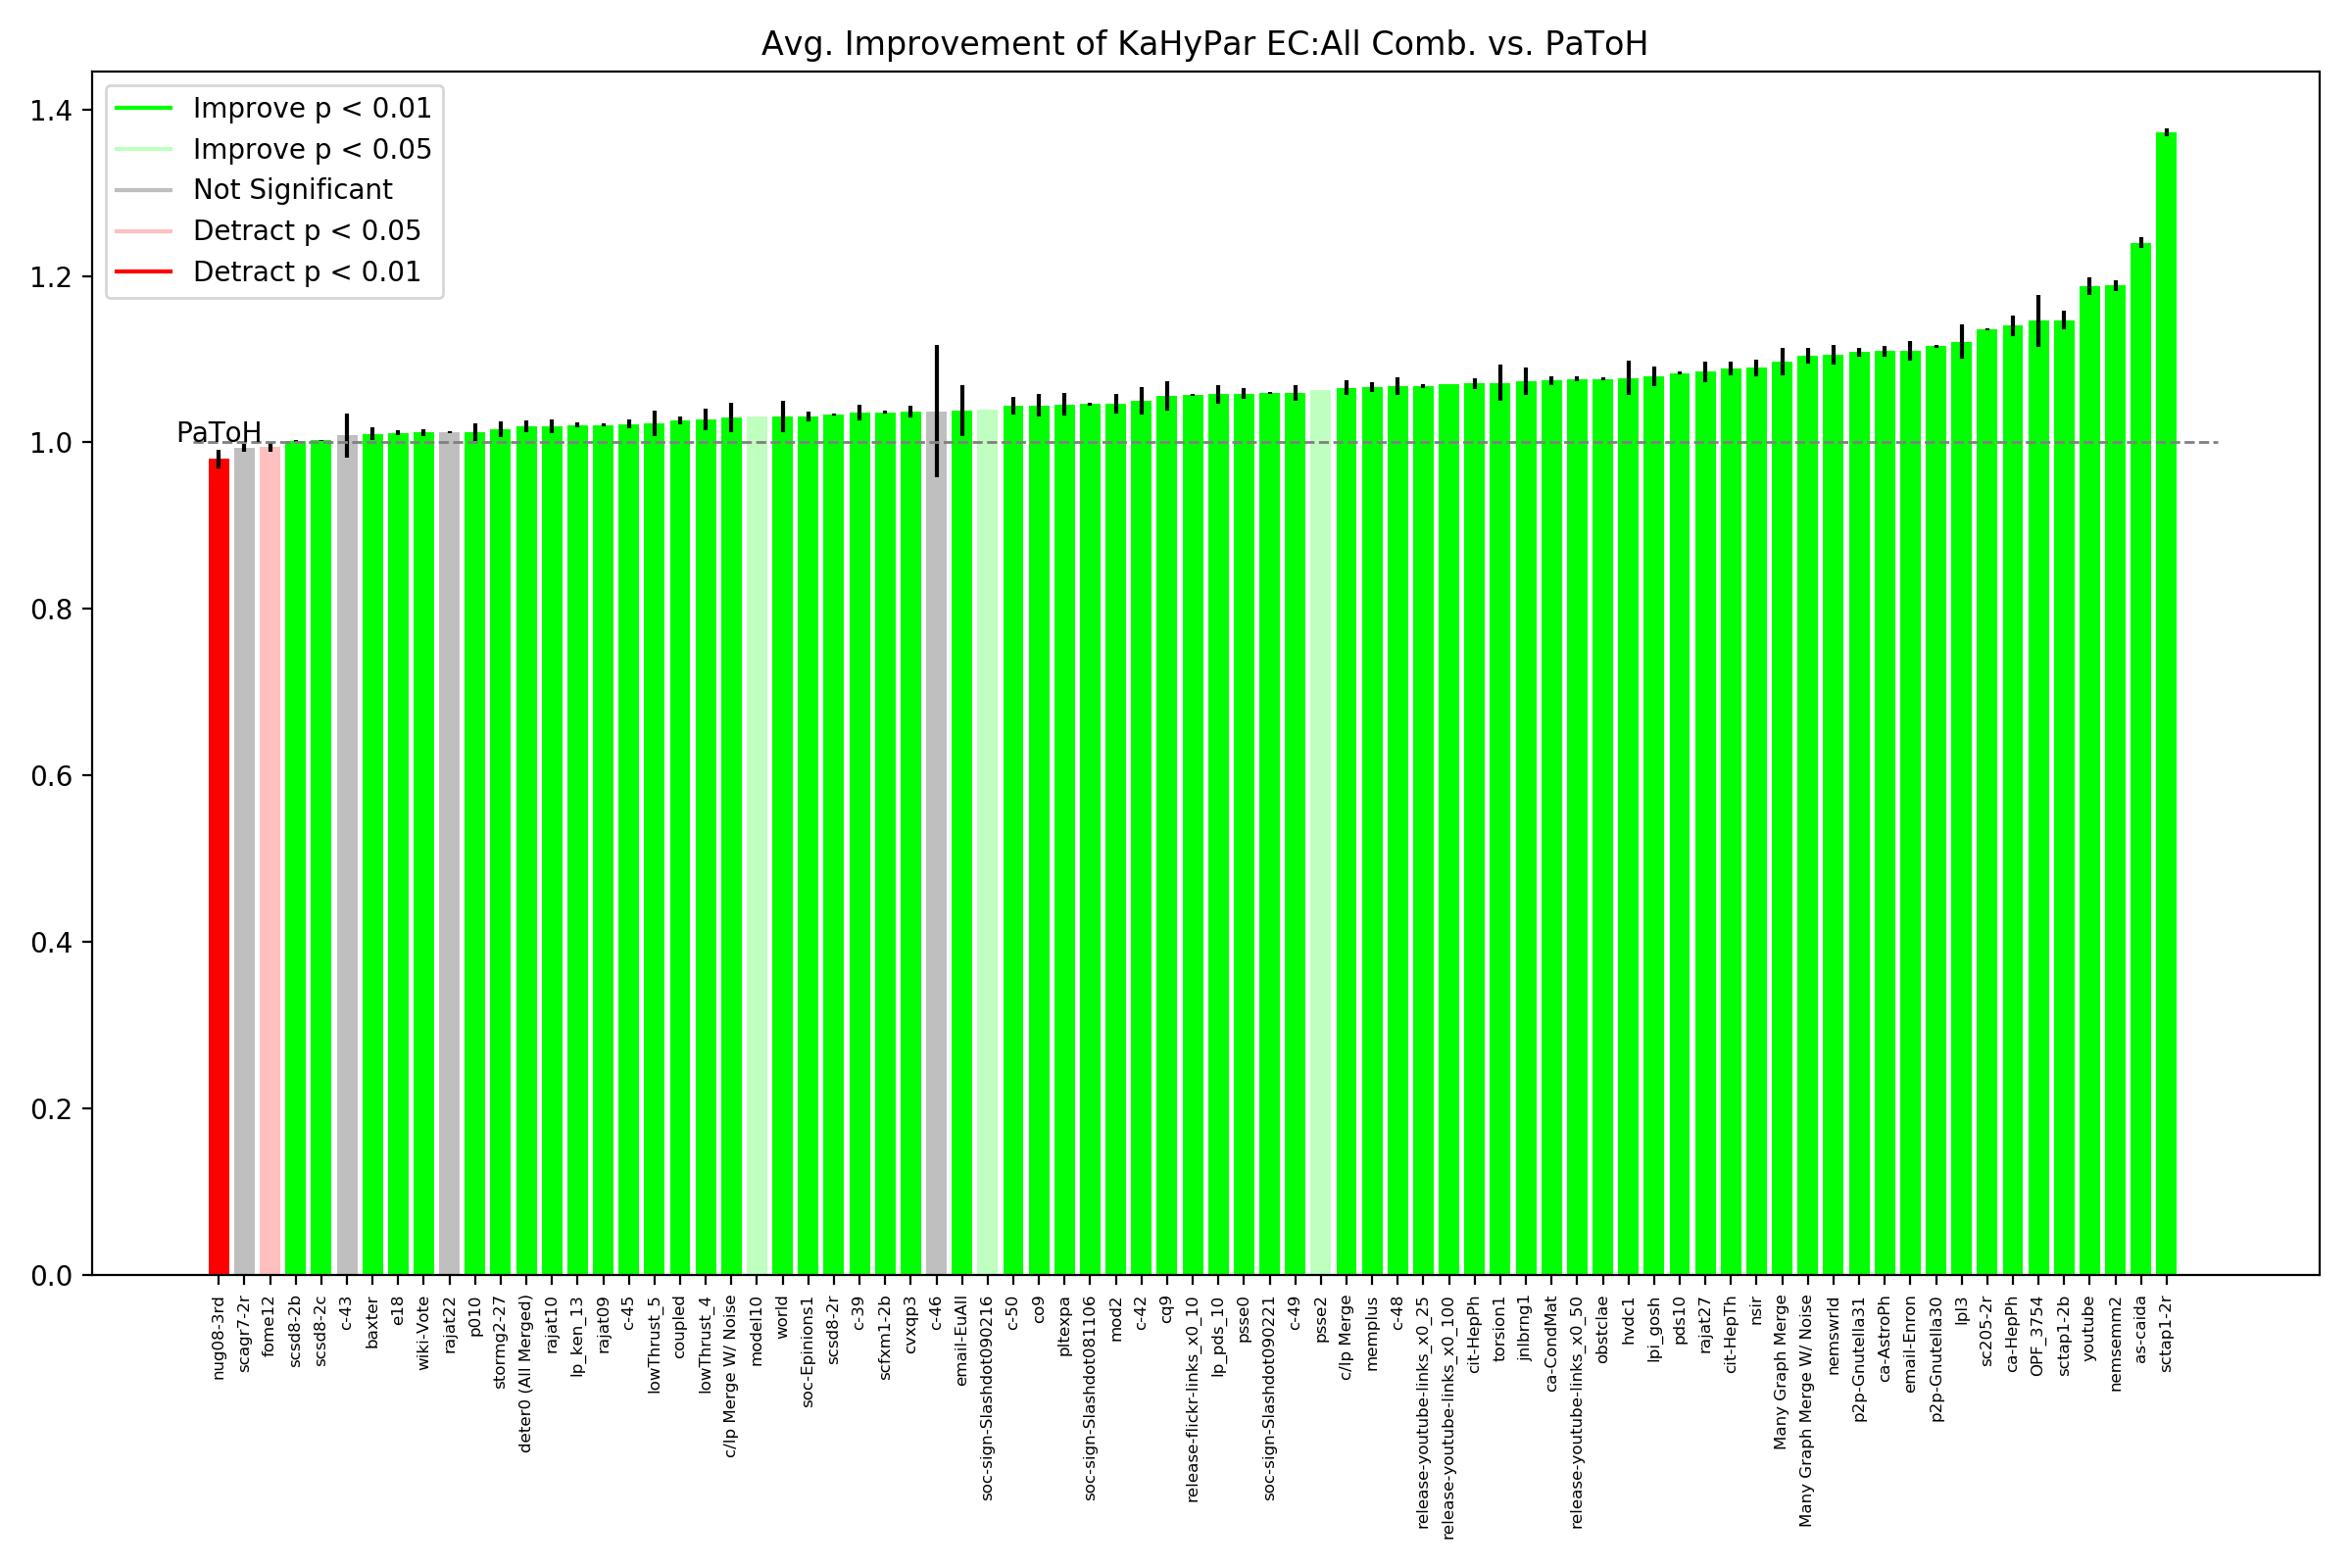 Avg. Improvement of KaHyPar EC:All Comb. vs. PaToH
Improve p < 0.01
Improve p < 0.05
Not Significant
Detract p < 0.05
Detract p < 0.01
1.4
1.2
1.0
0.8
0.6
0.4
0.2
0.0
PaToH
nug08-3rd
scagr7-2r
fome12
scsd8-2b
scsd8-2c
c-43
baxter
e18
wiki-Vote
rajat22
p010
stormg2-27
deter0 (All Merged)
rajat10
lp_ken_13
rajat09
c-45
lowThrust_5
coupled
lowThrust_4
c/lp Merge W/ Noise
model10
world
soc-Epinions1
scsd8-2r
c-39
scfxm1-2b
cvxqp3
c-46
email-EuAll
soc-sign-Slashdot090216
c-50
co9
pltexpa
soc-sign-Slashdot081106
mod2
c-42
cq9
release-flickr-links_x0_10
lp_pds_10
psse0
soc-sign-Slashdot090221
c-49
psse2
c/lp Merge
memplus
c-48
release-youtube-links_x0_25
release-youtube-links_x0_100
cit-HepPh
torsion1
jnlbrng1
ca-CondMat
release-youtube-links_x0_50
obstclae
hvdc1
lpi_gosh
pds10
rajat27
cit-HepTh
nsir
Many Graph Merge
Many Graph Merge W/ Noise
nemswrld
p2p-Gnutella31
ca-AstroPh
email-Enron
p2p-Gnutella30
lpl3
sc205-2r
ca-HepPh
OPF_3754
sctap1-2b
youtube
nemsemm2
as-caida
sctap1-2r